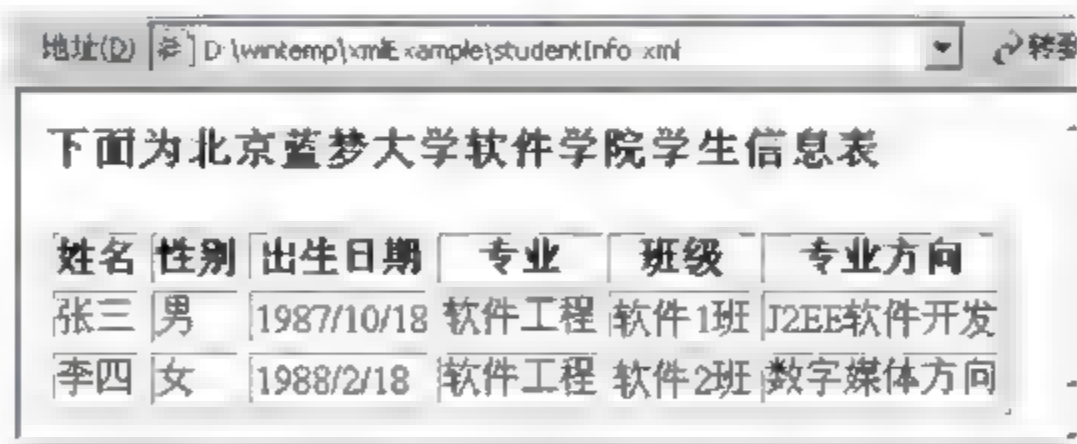 地址(D) D:\wintemp\xmlExample\studentInfo.xml 转到
下面为北京蓝梦大学软件学院学生信息表
姓名 性别 出生日期 专业 班级 专业方向
张三 男 1987/10/18 软件工程 软件1班 J2EE软件开发
李四 女 1988/2/18 软件工程 软件2班 数字媒体方向